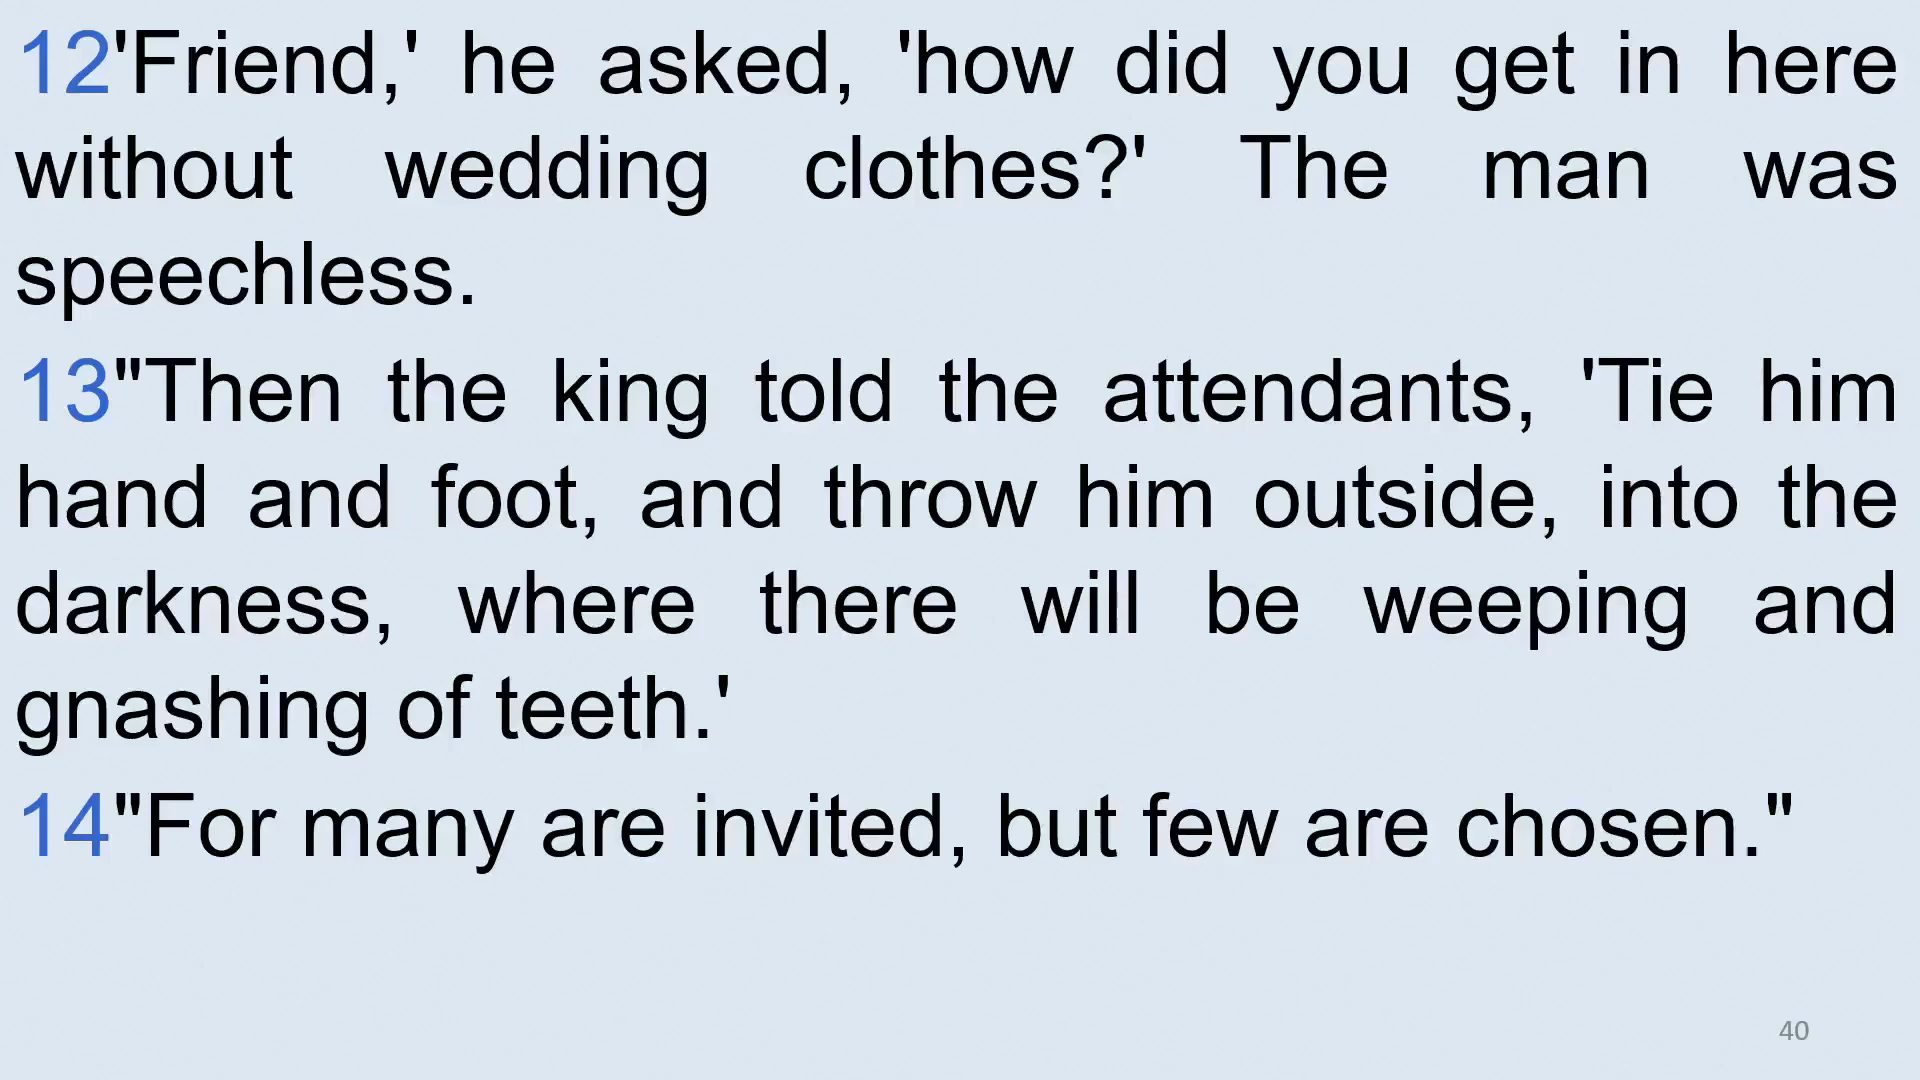 12'Friend,' he asked, 'how did you get in here
without wedding clothes?' The man was
speechless.
13"Then the king told the attendants, 'Tie him
hand and foot, and throw him outside, into the
darkness, where there will be weeping and
gnashing of teeth.'
14"For many are invited, but few are chosen."
40